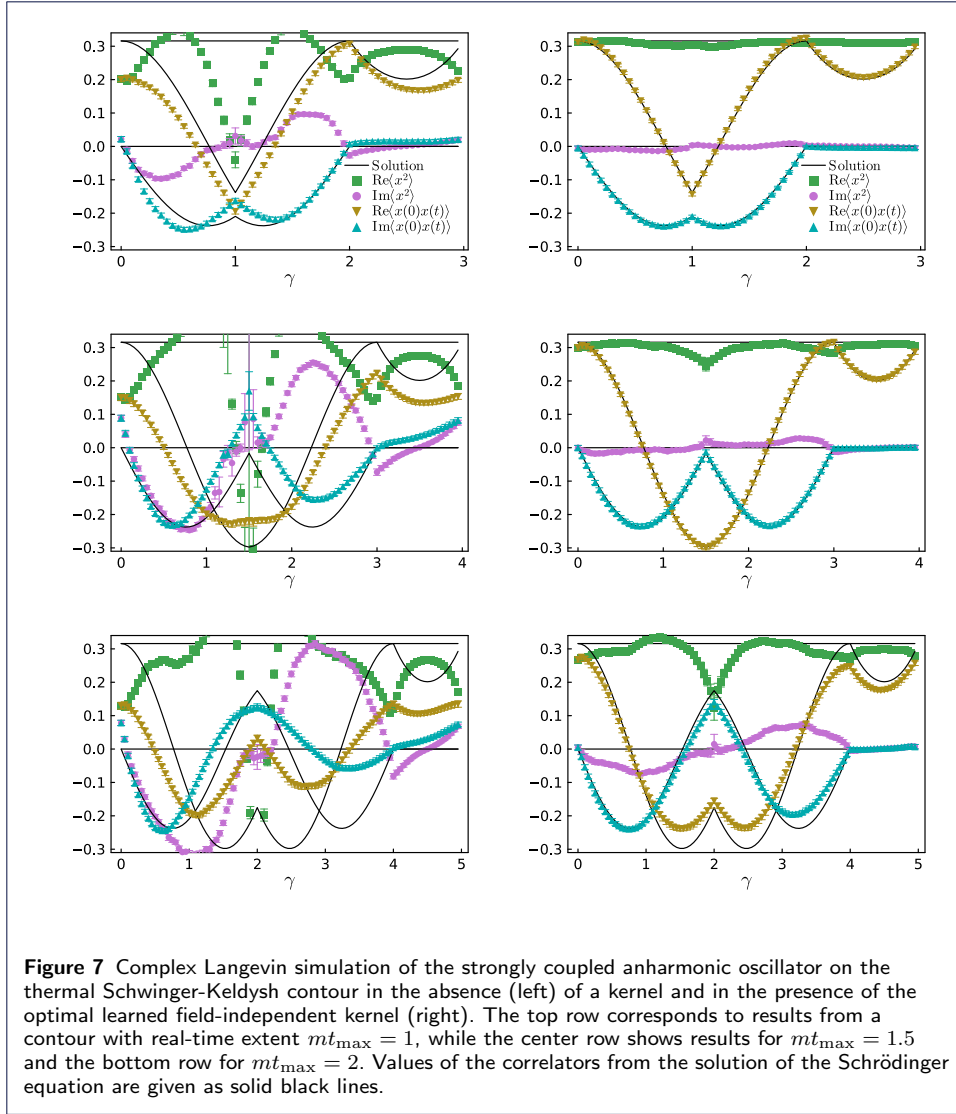 0.3
0.2
0.1
0.0
−0.1
−0.2
−0.3
0 1 2 3
γ
Solution
Re⟨x²⟩
Im⟨x²⟩
Re⟨x(0)x(t)⟩
Im⟨x(0)x(t)⟩
0.3
0.2
0.1
0.0
−0.1
−0.2
−0.3
0 1 2 3
γ
Solution
Re⟨x²⟩
Im⟨x²⟩
Re⟨x(0)x(t)⟩
Im⟨x(0)x(t)⟩
0.3
0.2
0.1
0.0
−0.1
−0.2
−0.3
0 1 2 3 4
γ
0.3
0.2
0.1
0.0
−0.1
−0.2
−0.3
0 1 2 3 4
γ
0.3
0.2
0.1
0.0
−0.1
−0.2
−0.3
0 1 2 3 4 5
γ
0.3
0.2
0.1
0.0
−0.1
−0.2
−0.3
0 1 2 3 4 5
γ
Figure 7 Complex Langevin simulation of the strongly coupled anharmonic oscillator on the
thermal Schwinger-Keldysh contour in the absence (left) of a kernel and in the presence of the
optimal learned field-independent kernel (right). The top row corresponds to results from a
contour with real-time extent mt_max = 1, while the center row shows results for mt_max = 1.5
and the bottom row for mt_max = 2. Values of the correlators from the solution of the Schrödinger
equation are given as solid black lines.